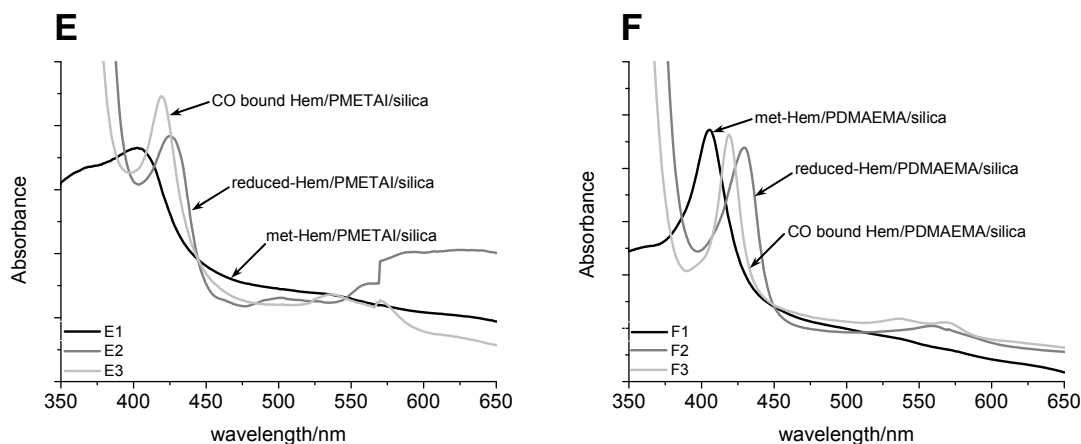 E
CO bound Hem/PMETAI/silica
reduced-Hem/PMETAI/silica
met-Hem/PMETAI/silica
Absorbance
E1
E2
E3
350 400 450 500 550 600 650
wavelength/nm
F
met-Hem/PDMAEMA/silica
reduced-Hem/PDMAEMA/silica
CO bound Hem/PDMAEMA/silica
Absorbance
F1
F2
F3
350 400 450 500 550 600 650
wavelength/nm